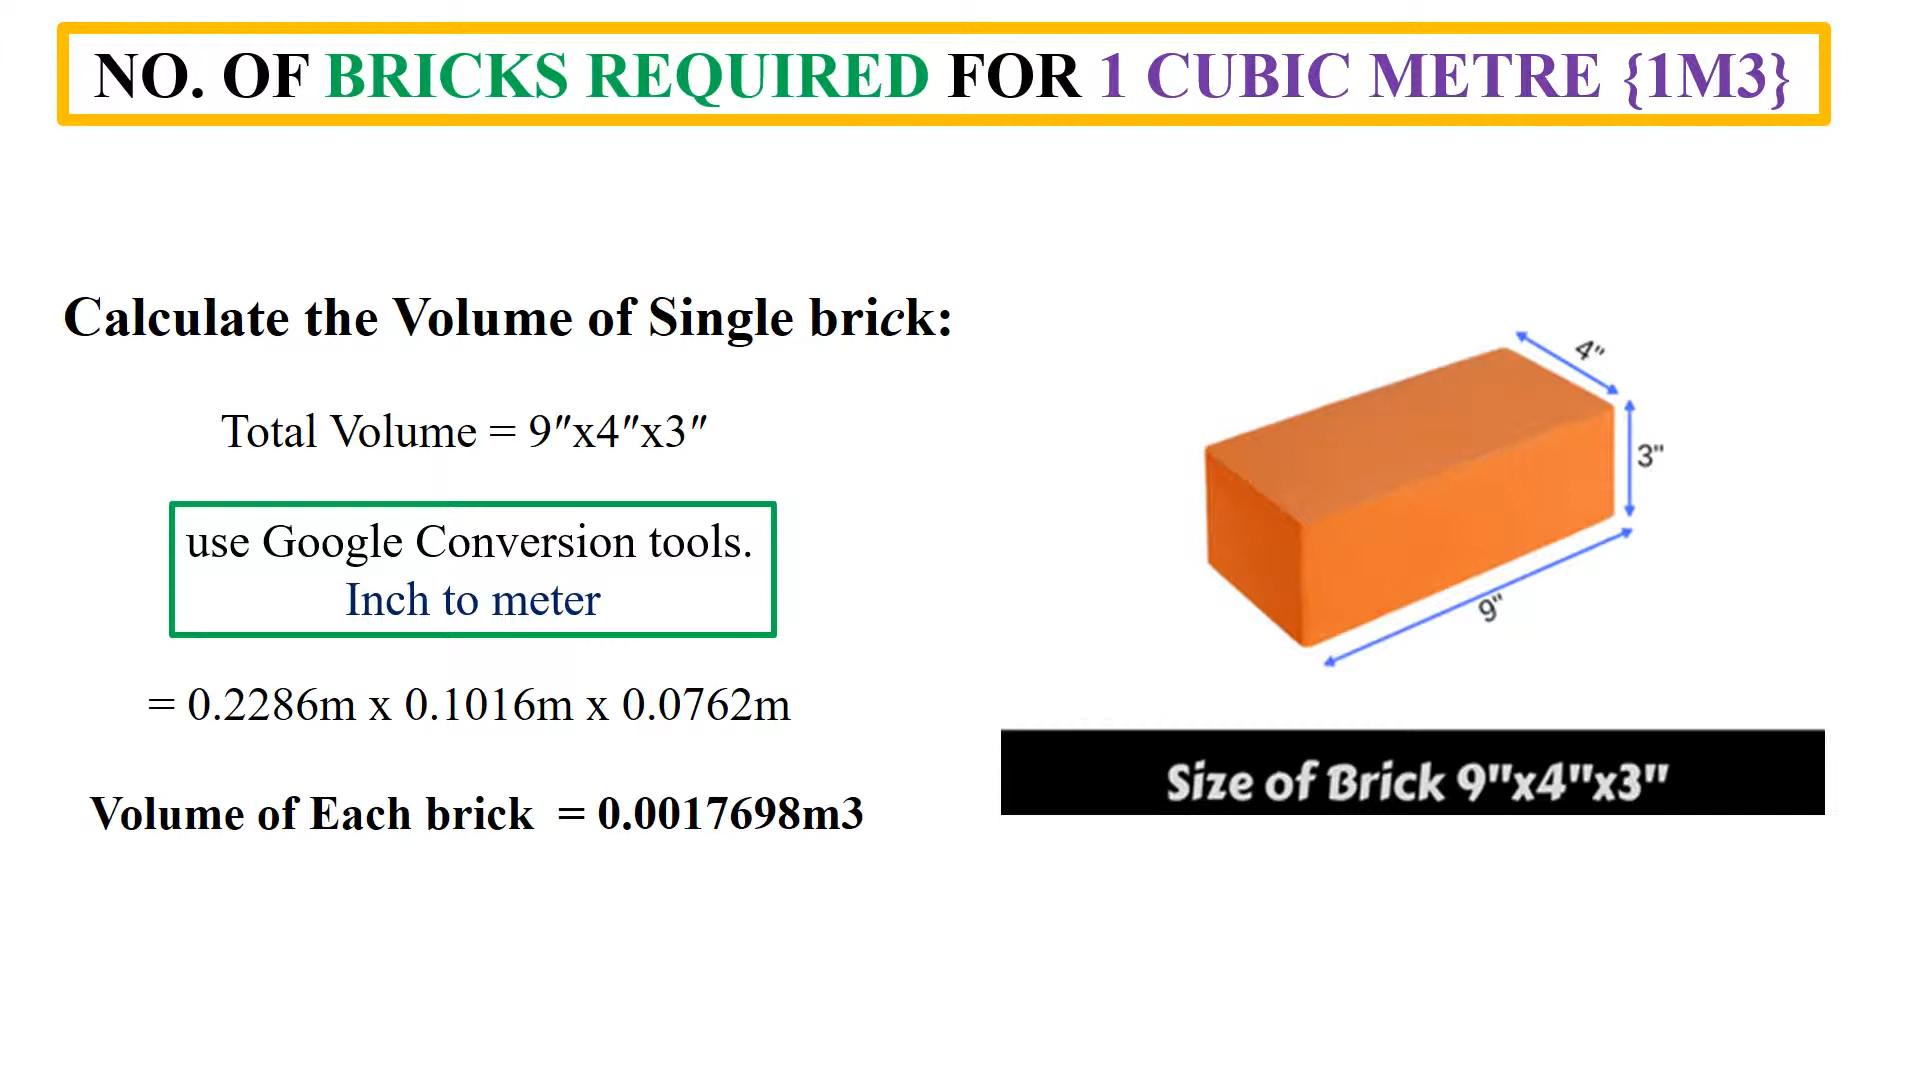 NO. OF BRICKS REQUIRED FOR 1 CUBIC METRE {1M3}
Calculate the Volume of Single brick:
Total Volume = 9″x4″x3″
use Google Conversion tools.
Inch to meter
= 0.2286m x 0.1016m x 0.0762m
Volume of Each brick = 0.0017698m3
4"
3"
9"
Size of Brick 9"x4"x3"